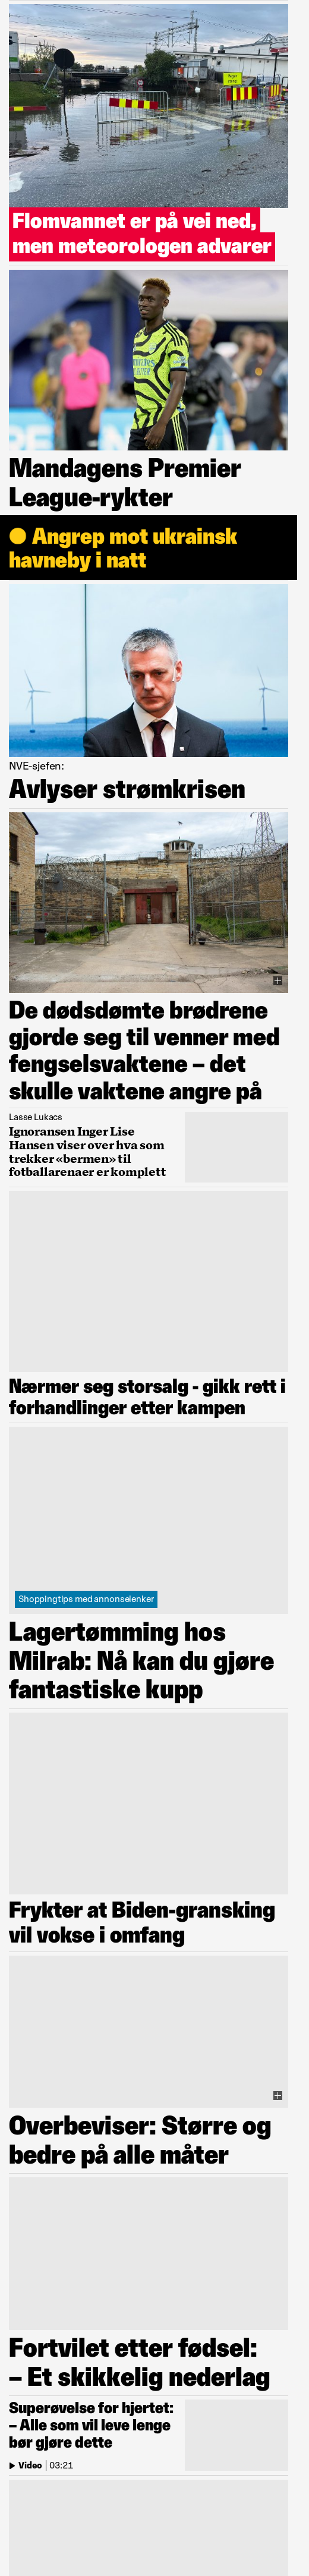 Flomvannet er på vei ned,
men meteorologen advarer
Mandagens Premier
League-rykter
Angrep mot ukrainsk
havneby i natt
NVE-sjefen:
Avlyser strømkrisen
De dødsdømte brødrene
gjorde seg til venner med
fengselsvaktene – det
skulle vaktene angre på
Lasse Lukacs
Ignoransen Inger Lise
Hansen viser over hva som
trekker «bermen» til
fotballarenaer er komplett
Nærmer seg storsalg - gikk rett i
forhandlinger etter kampen
Shoppingtips med annonselenker
Lagertømming hos
Milrab: Nå kan du gjøre
fantastiske kupp
Frykter at Biden-gransking
vil vokse i omfang
Overbeviser: Større og
bedre på alle måter
Fortvilet etter fødsel:
– Et skikkelig nederlag
Superøvelse for hjertet:
– Alle som vil leve lenge
bør gjøre dette
Video | 03:21